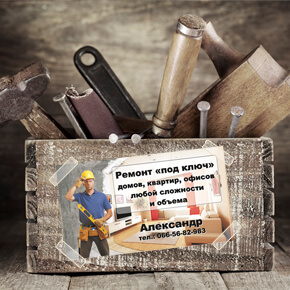 Ремонт «под ключ»
домов, квартир, офисов
любой сложности
и объема
Александр
тел.: 066-56-82-983